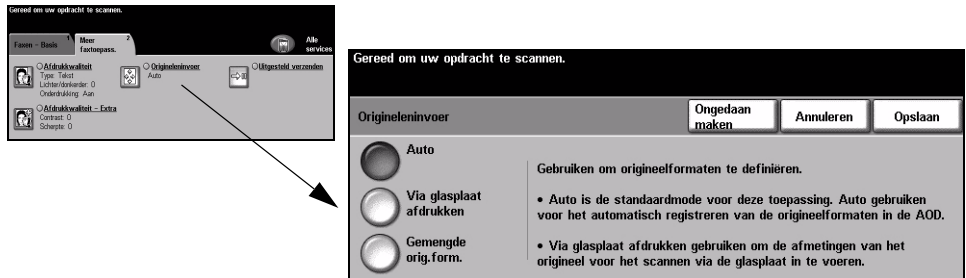 Gereed om uw opdracht te scannen.
Faxen - Basis 1
Meer 2
faxtoepass.
Alle
services
Afdrukkwaliteit
Type: Tekst
Lichter/donkerder: 0
Onderdrukking: Aan
Origineleninvoer
Auto
Uitgesteld verzenden
Afdrukkwaliteit - Extra
Contrast: 0
Scherpte: 0
Gereed om uw opdracht te scannen.
Origineleninvoer
Ongedaan
maken
Annuleren
Opslaan
Auto
Via glasplaat
afdrukken
Gemengde
orig.form.
Gebruiken om origineelformaten te definiëren.
• Auto is de standaardmode voor deze toepassing. Auto gebruiken
voor het automatisch registreren van de origineelformaten in de AOD.
• Via glasplaat afdrukken gebruiken om de afmetingen van het
origineel voor het scannen via de glasplaat in te voeren.